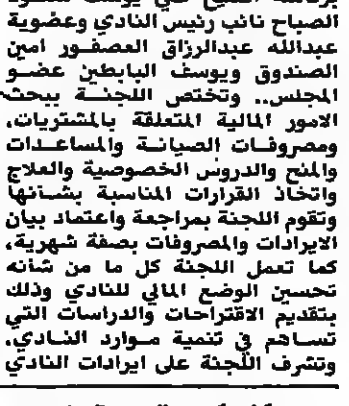 الصباح نائب رئيس النادي وعضوية
عبدالله عبدالرزاق العصفور امين
الصندوق ويوسف البابطين عضو
المجلس.. وتختص اللجنة ببحث
الامور المالية المتعلقة بالمشتريات،
ومصروفات الصيانة والمساعدات
والمنح والدروس الخصوصية والعلاج
واتخاذ القرارات المناسبة بشأنها
وتقوم اللجنة بمراجعة واعتماد بيان
الايرادات والمصروفات بصفة شهرية،
كما تعمل اللجنة كل ما من شأنه
تحسين الوضع المالي للنادي وذلك
بتقديم الاقتراحات والدراسات التي
تساهم في تنمية موارد النادي،
وتشرف اللجنة على ايرادات النادي